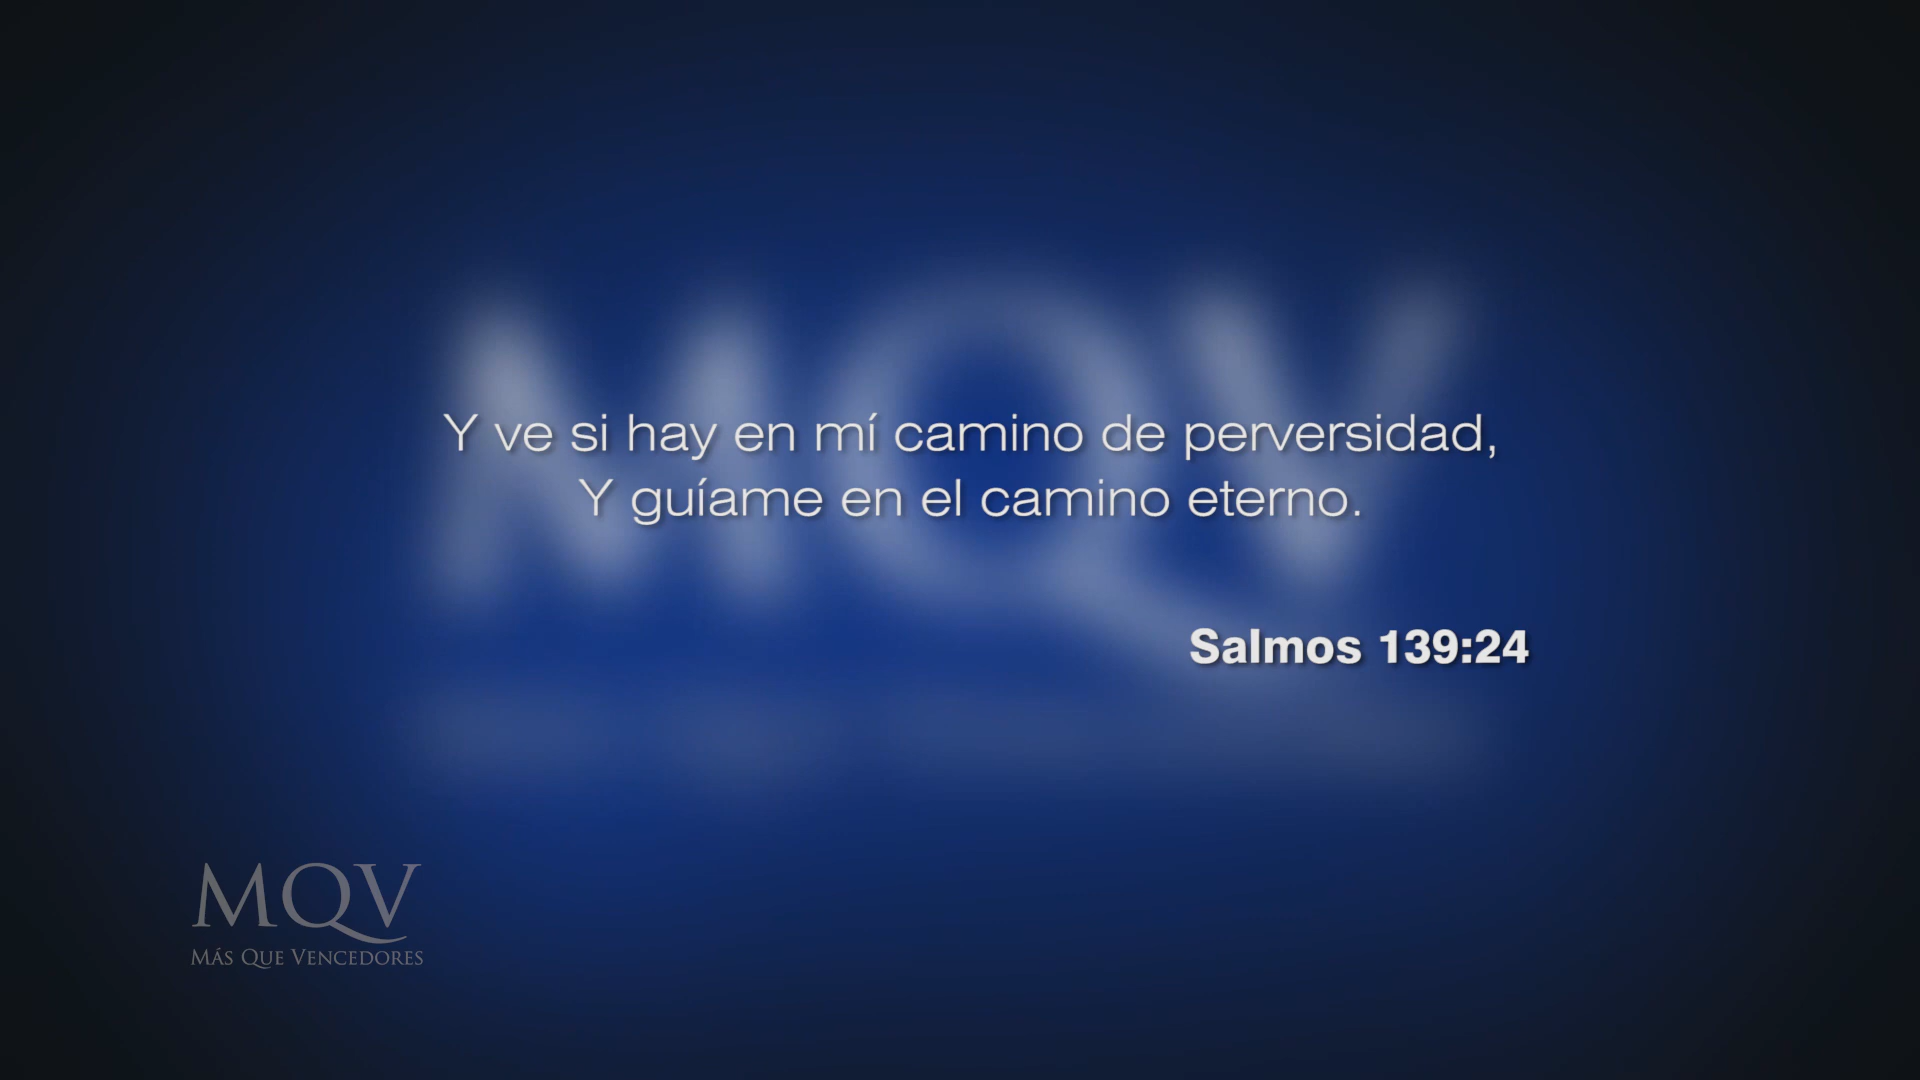 MQV
Y ve si hay en mí camino de perversidad,
Y guíame en el camino eterno.
Salmos 139:24
MQV
MÁS QUE VENCEDORES